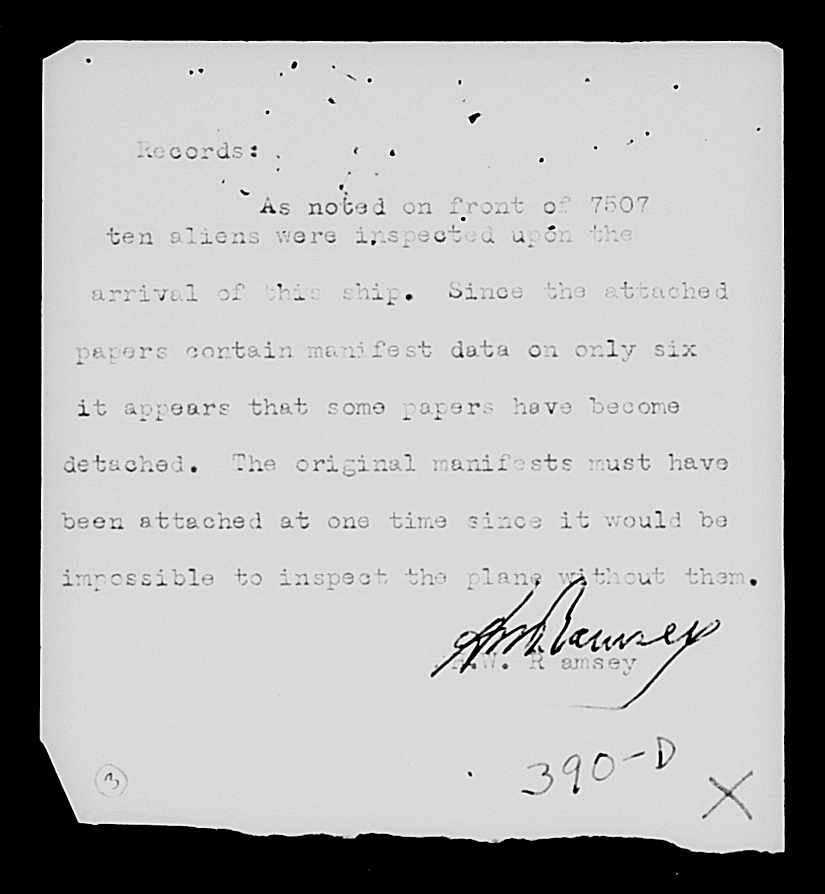 Records:
As noted on front of 7507
ten aliens were inspected upon the
arrival of this ship. Since the attached
papers contain manifest data on only six
it appears that some papers have become
detached. The original manifests must have
been attached at one time since it would be
impossible to inspect the plane without them.
A.W. Ramsey
A.W. R amsey
390-D
3
X